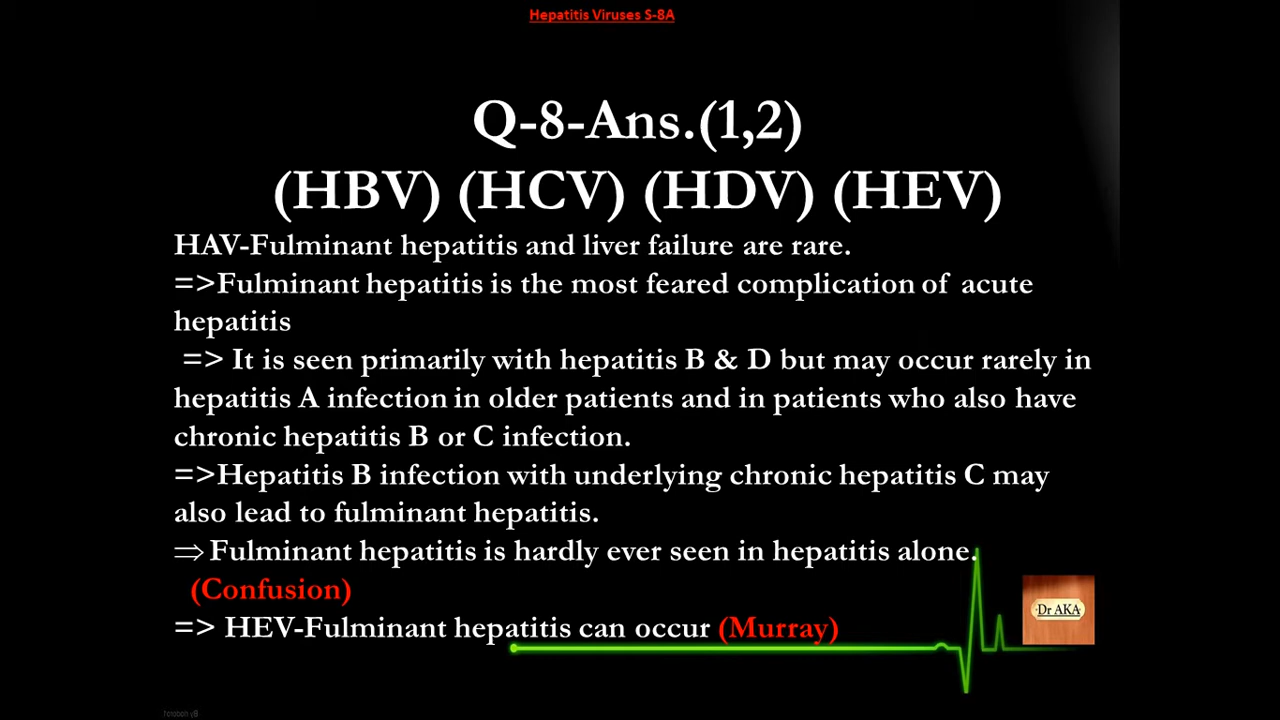 Hepatitis Viruses S-8A
Q-8-Ans.(1,2)
(HBV) (HCV) (HDV) (HEV)
HAV-Fulminant hepatitis and liver failure are rare.
=>Fulminant hepatitis is the most feared complication of acute
hepatitis
=> It is seen primarily with hepatitis B & D but may occur rarely in
hepatitis A infection in older patients and in patients who also have
chronic hepatitis B or C infection.
=>Hepatitis B infection with underlying chronic hepatitis C may
also lead to fulminant hepatitis.
⇒ Fulminant hepatitis is hardly ever seen in hepatitis alone.
(Confusion)
=> HEV-Fulminant hepatitis can occur (Murray)
Dr AKA